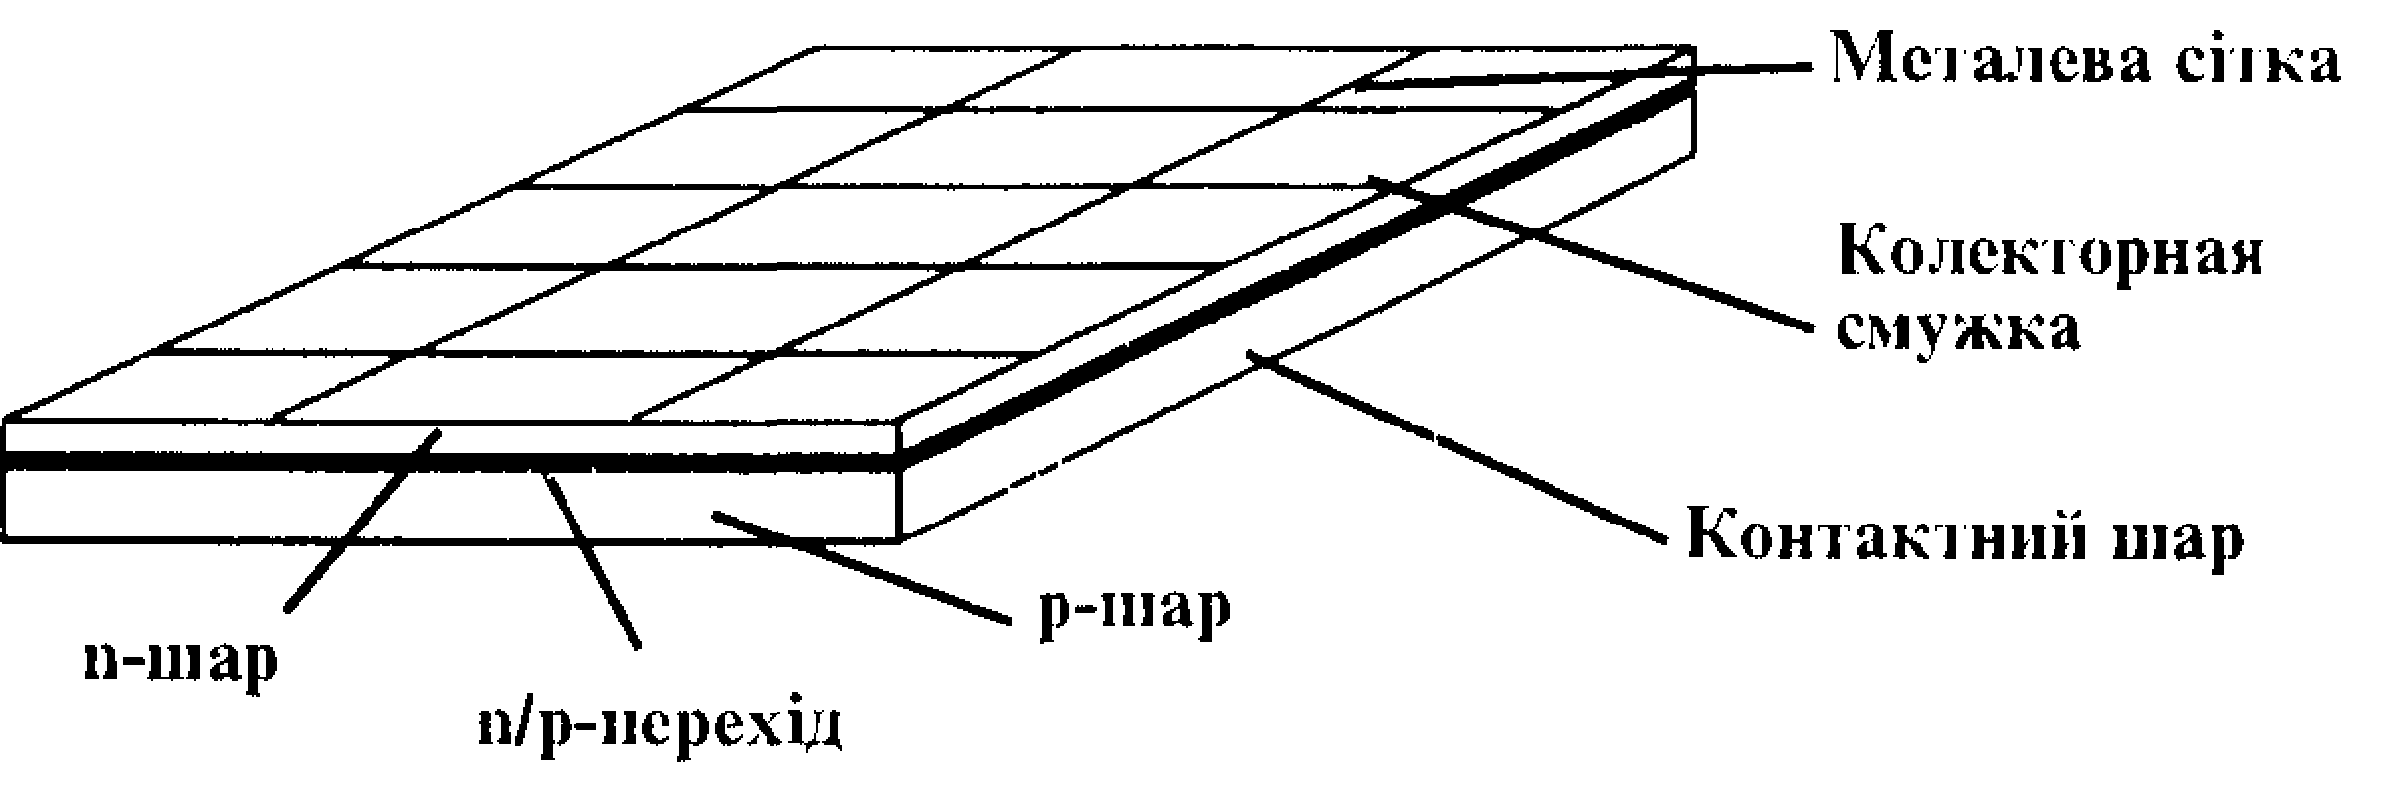 Металева сітка
Колекторная
смужка
Контактний шар
p-шар
n-шар
n/p-перехід